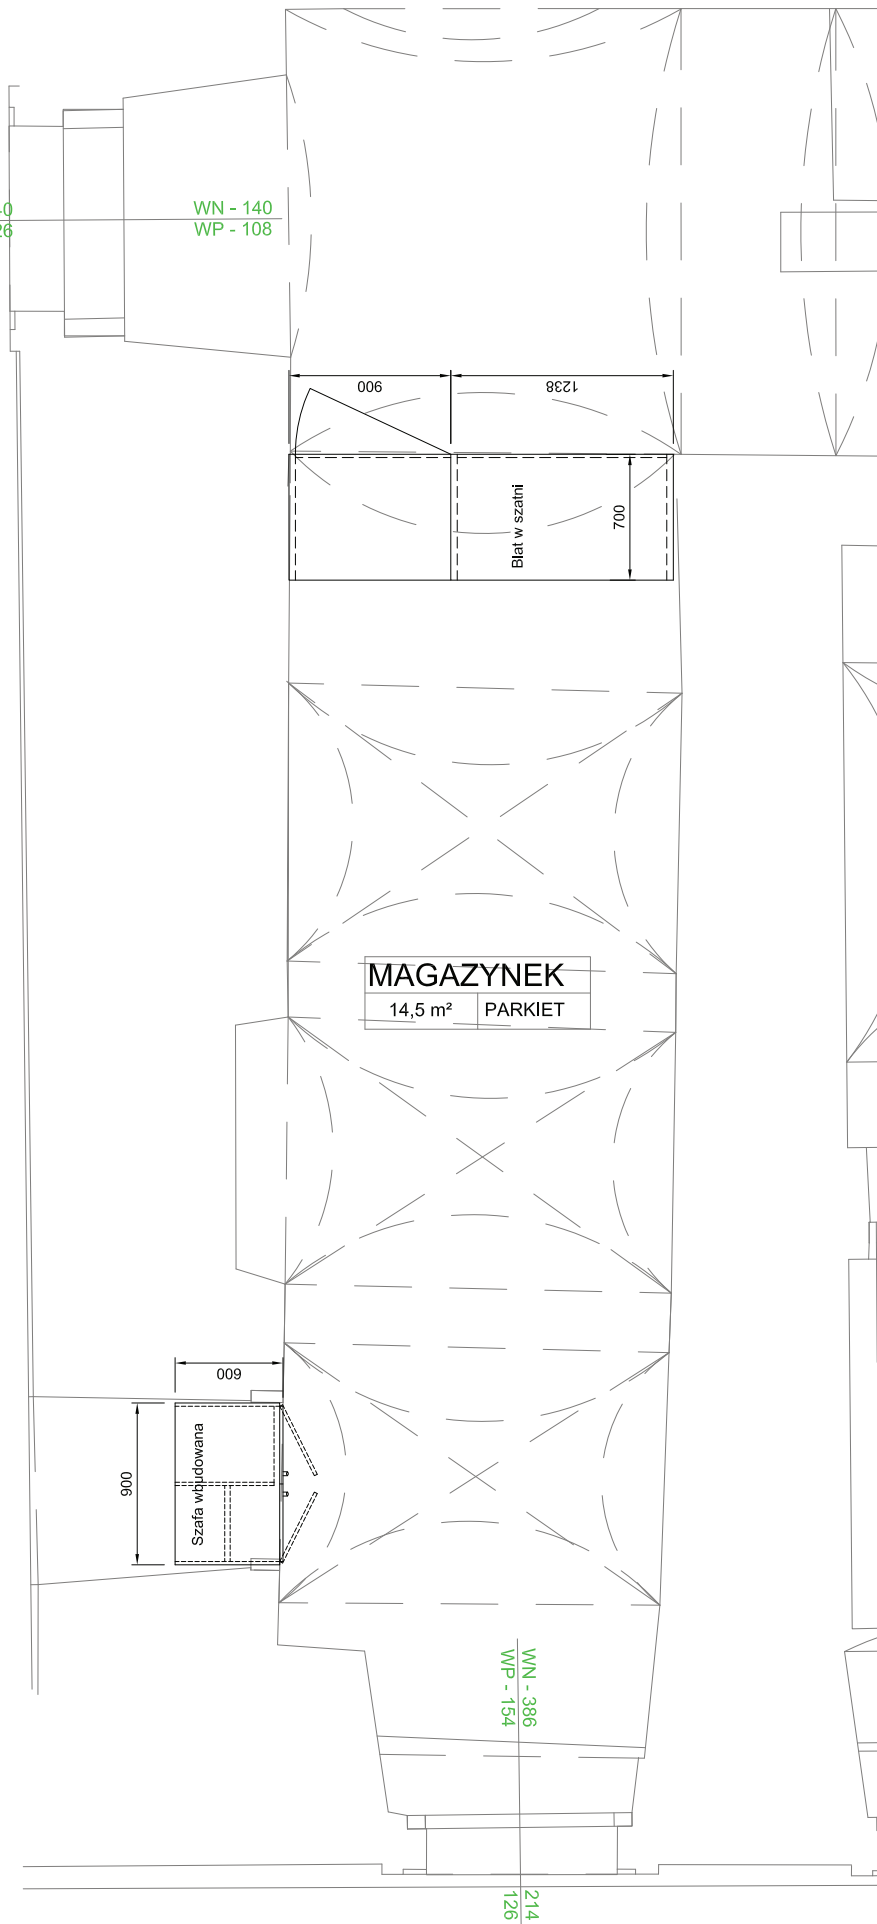 WN - 140
WP - 108
26
900
1238
Blat w szatni
700
MAGAZYNEK
14,5 m² PARKIET
600
900
Szafa wbudowana
WN - 386
WP - 154
214
126